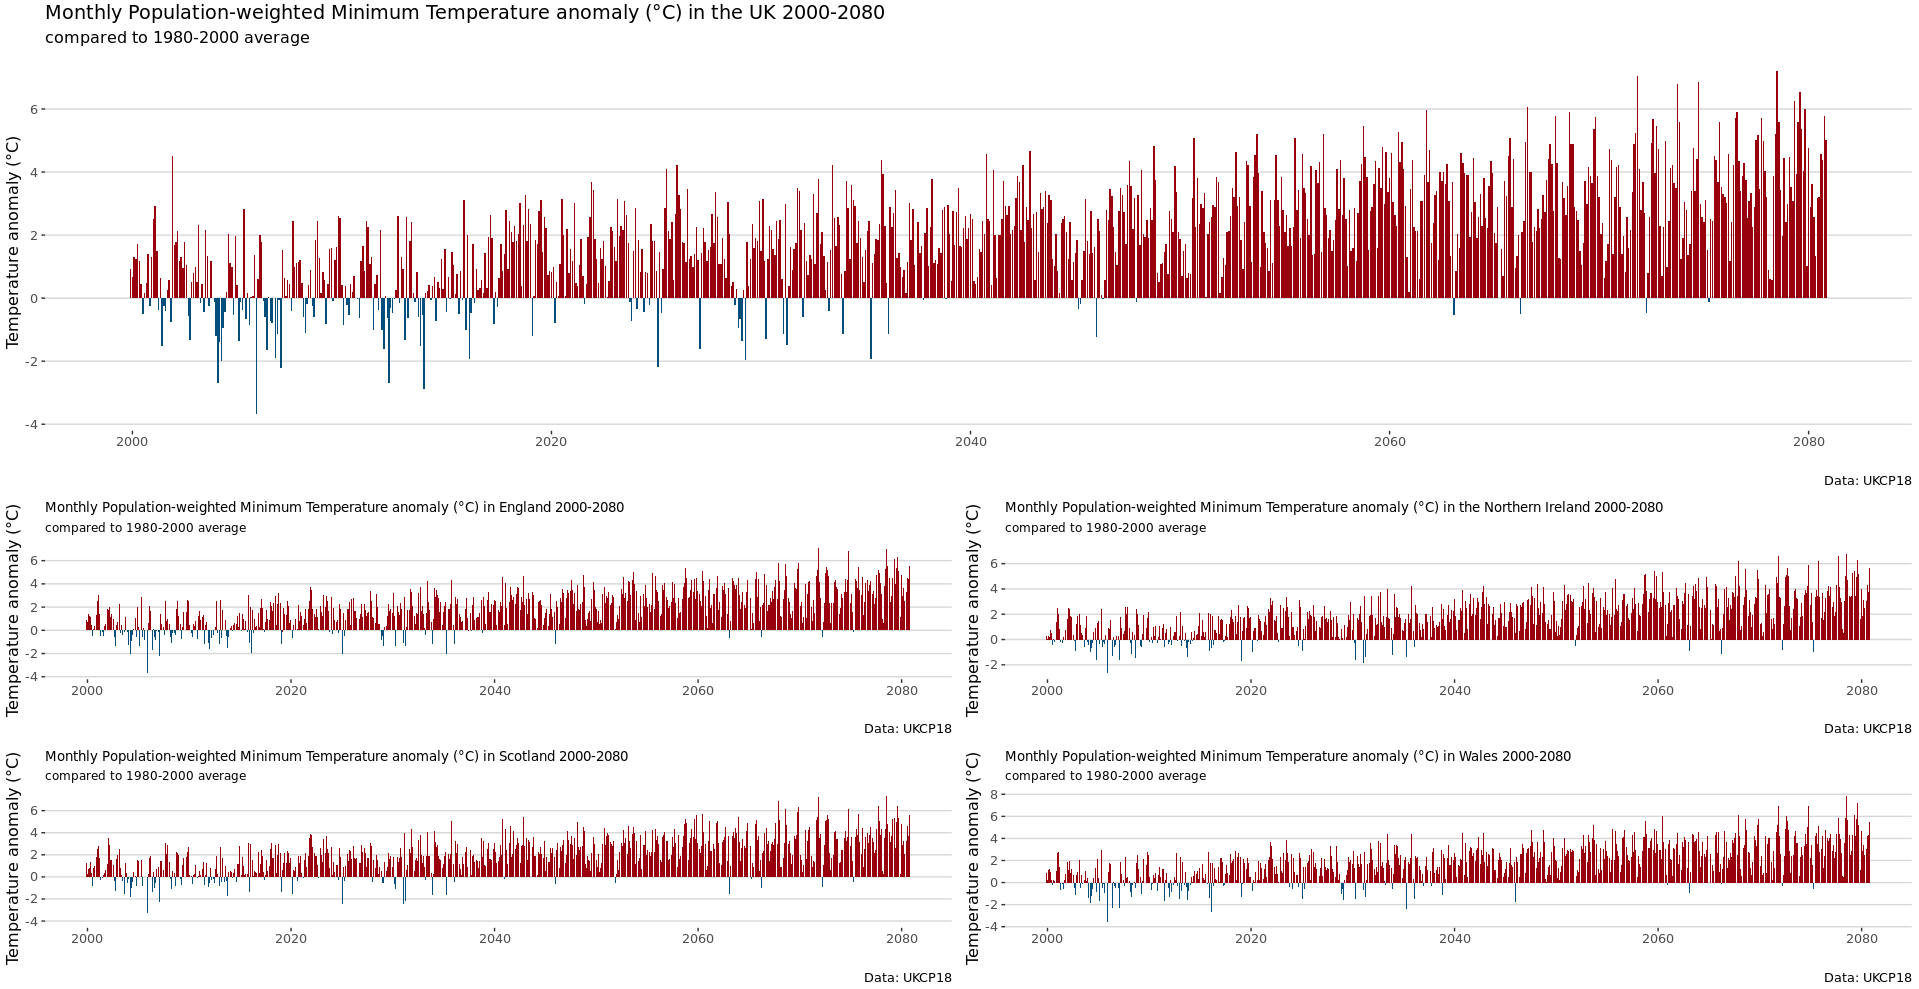 Monthly Population-weighted Minimum Temperature anomaly (°C) in the UK 2000-2080
compared to 1980-2000 average
Temperature anomaly (°C)
6
4
2
0
-2
-4
2000 2020 2040 2060 2080
Data: UKCP18
Monthly Population-weighted Minimum Temperature anomaly (°C) in England 2000-2080
compared to 1980-2000 average
Temperature anomaly (°C)
6
4
2
0
-2
-4
2000 2020 2040 2060 2080
Data: UKCP18
Monthly Population-weighted Minimum Temperature anomaly (°C) in the Northern Ireland 2000-2080
compared to 1980-2000 average
Temperature anomaly (°C)
6
4
2
0
-2
2000 2020 2040 2060 2080
Data: UKCP18
Monthly Population-weighted Minimum Temperature anomaly (°C) in Scotland 2000-2080
compared to 1980-2000 average
Temperature anomaly (°C)
6
4
2
0
-2
-4
2000 2020 2040 2060 2080
Data: UKCP18
Monthly Population-weighted Minimum Temperature anomaly (°C) in Wales 2000-2080
compared to 1980-2000 average
Temperature anomaly (°C)
8
6
4
2
0
-2
-4
2000 2020 2040 2060 2080
Data: UKCP18